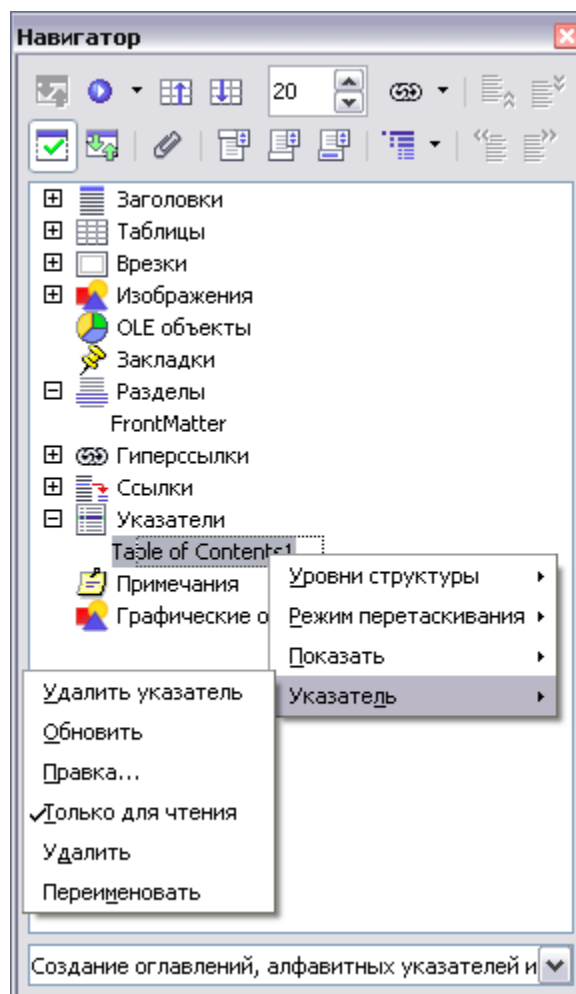 Навигатор
20
Заголовки
Таблицы
Врезки
Изображения
OLE объекты
Закладки
Разделы
FrontMatter
Гиперссылки
Ссылки
Указатели
Table of Contents1
Примечания
Графические о
Уровни структуры
Режим перетаскивания
Показать
Указатель
Удалить указатель
Обновить
Правка...
Только для чтения
Удалить
Переименовать
Создание оглавлений, алфавитных указателей и